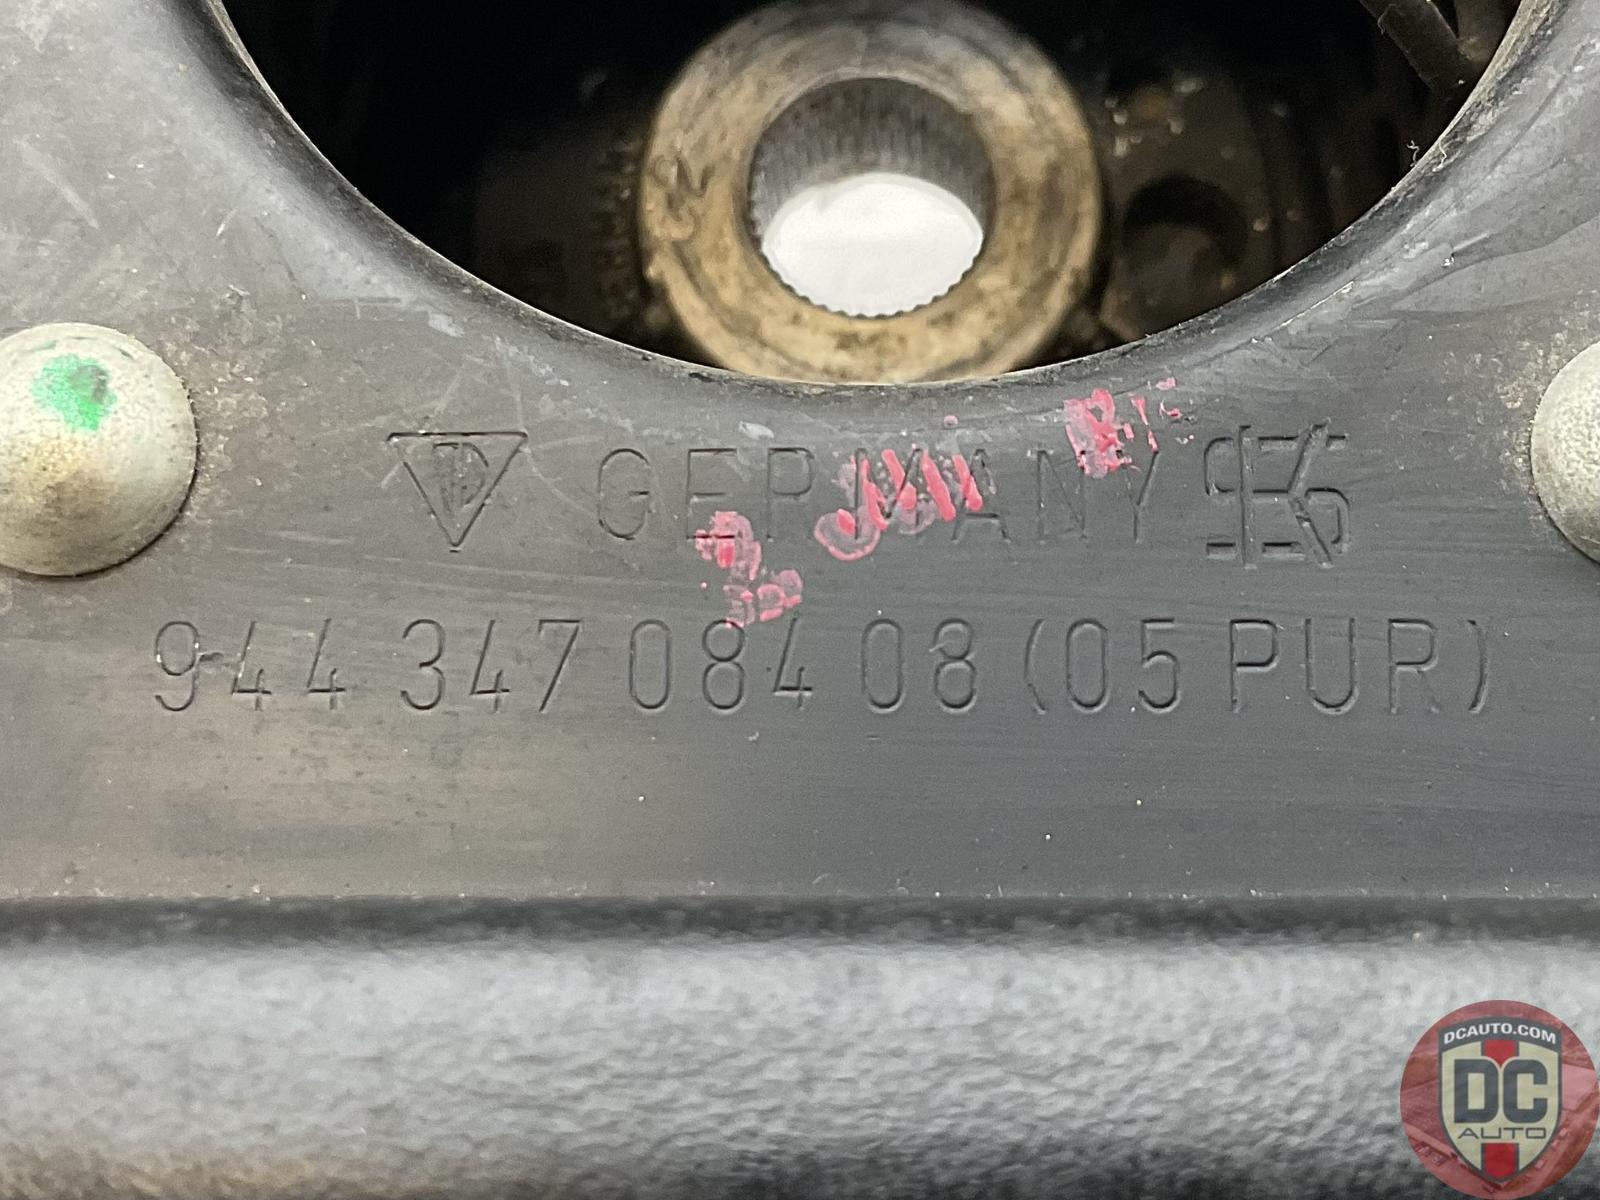 GERMANY
944 347 084 08 (05 PUR)
DCAUTO.COM
DC
AUTO